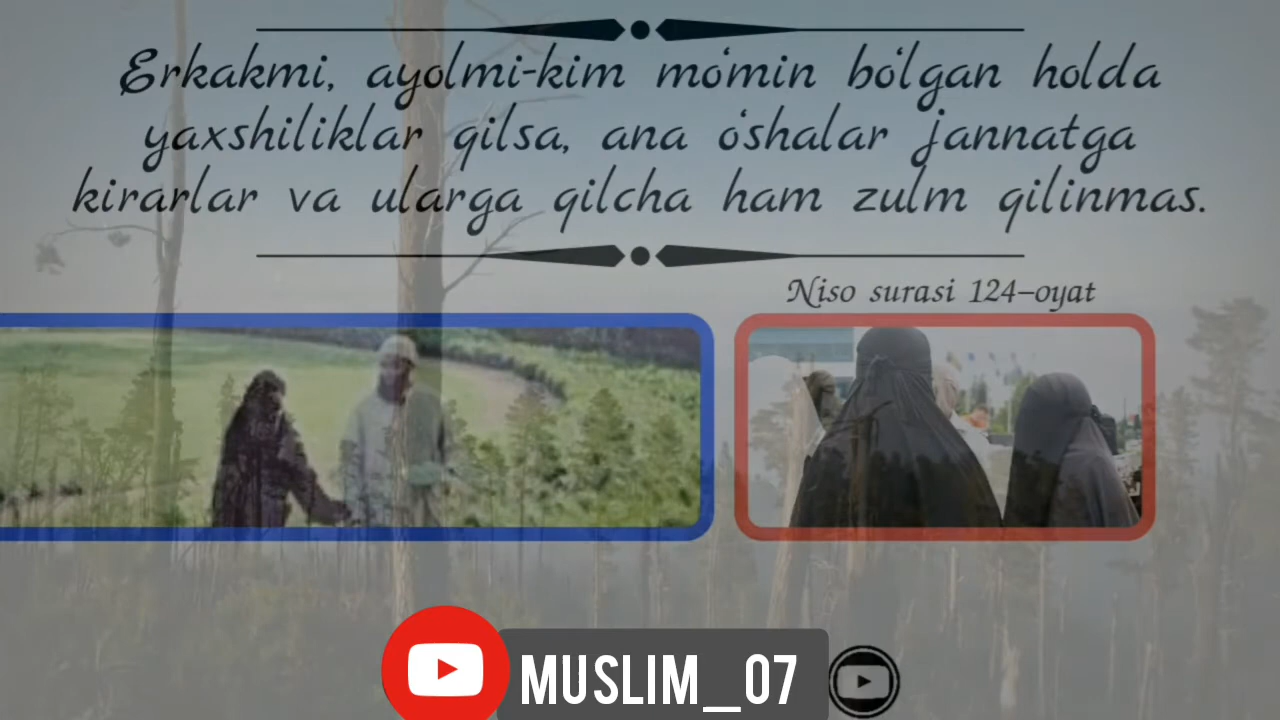 Erkakmi, ayolmi-kim mo‘min bo‘lgan holda
yaxshiliklar qilsa, ana o‘shalar jannatga
kirarlar va ularga qilcha ham zulm qilinmas.
Niso surasi 124–oyat
MUSLIM_07